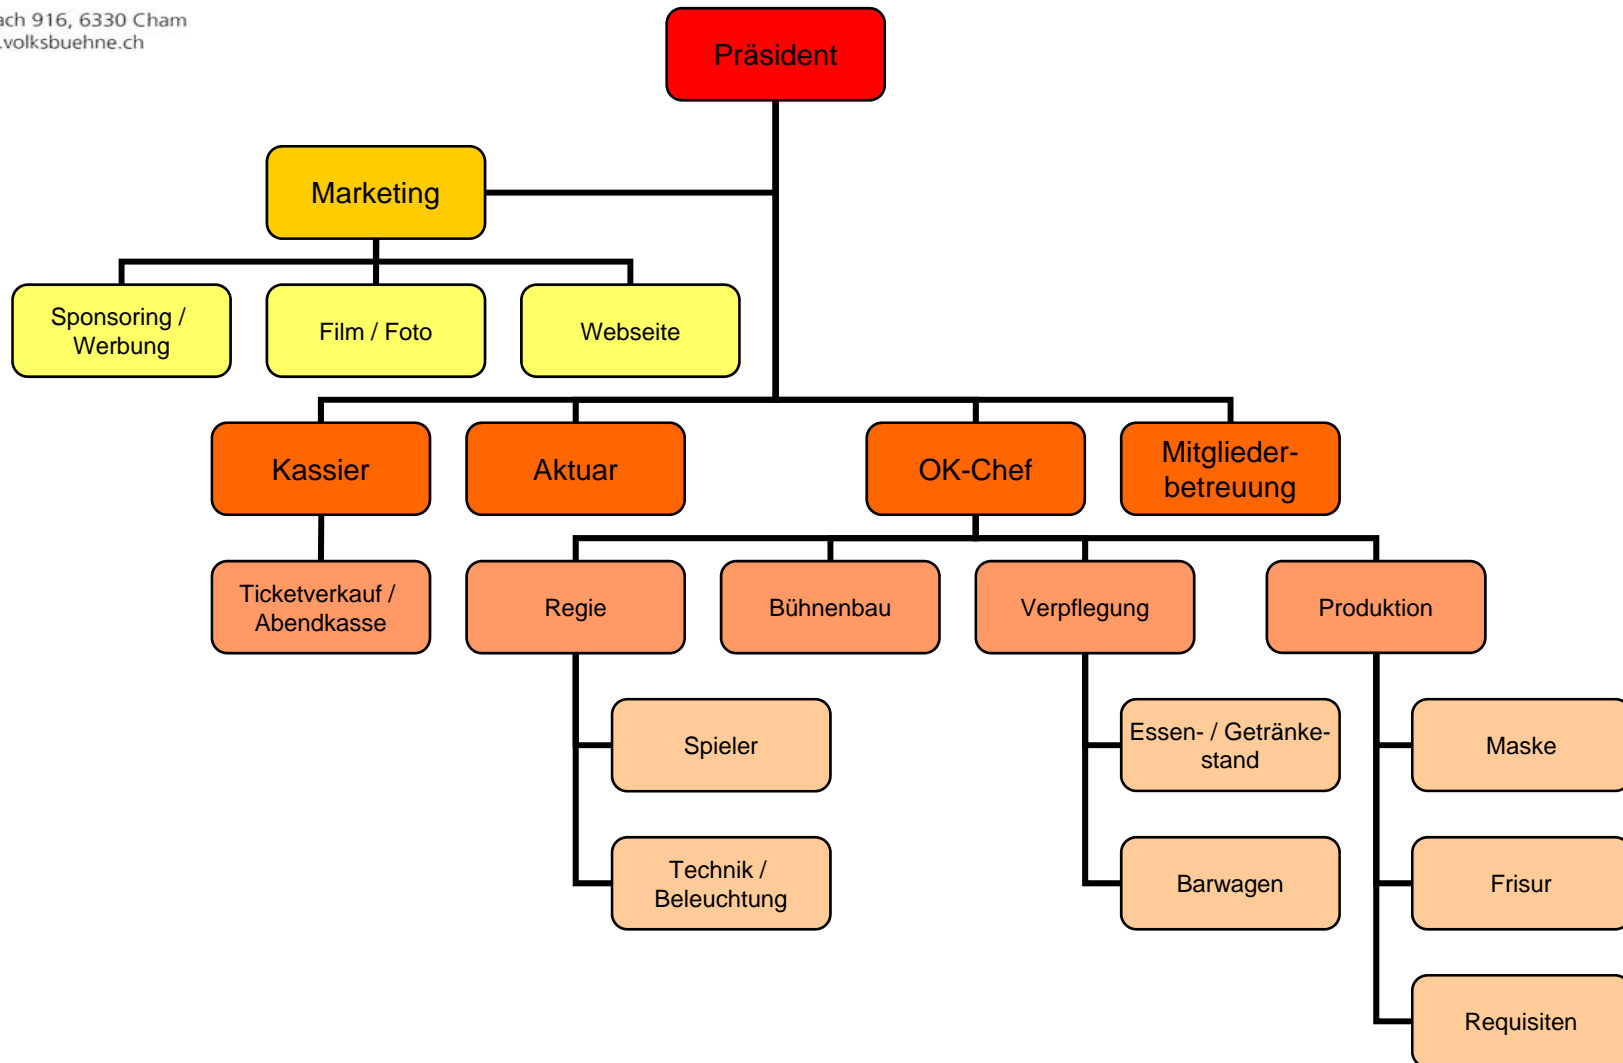 916, 6330 Cham
.volksbuehne.ch
Präsident
Marketing
Sponsoring /
Werbung
Film / Foto
Webseite
Kassier
Aktuar
OK-Chef
Mitglieder-
betreuung
Ticketverkauf /
Abendkasse
Regie
Bühnenbau
Verpflegung
Produktion
Spieler
Essen- / Getränke-
stand
Maske
Technik /
Beleuchtung
Barwagen
Frisur
Requisiten